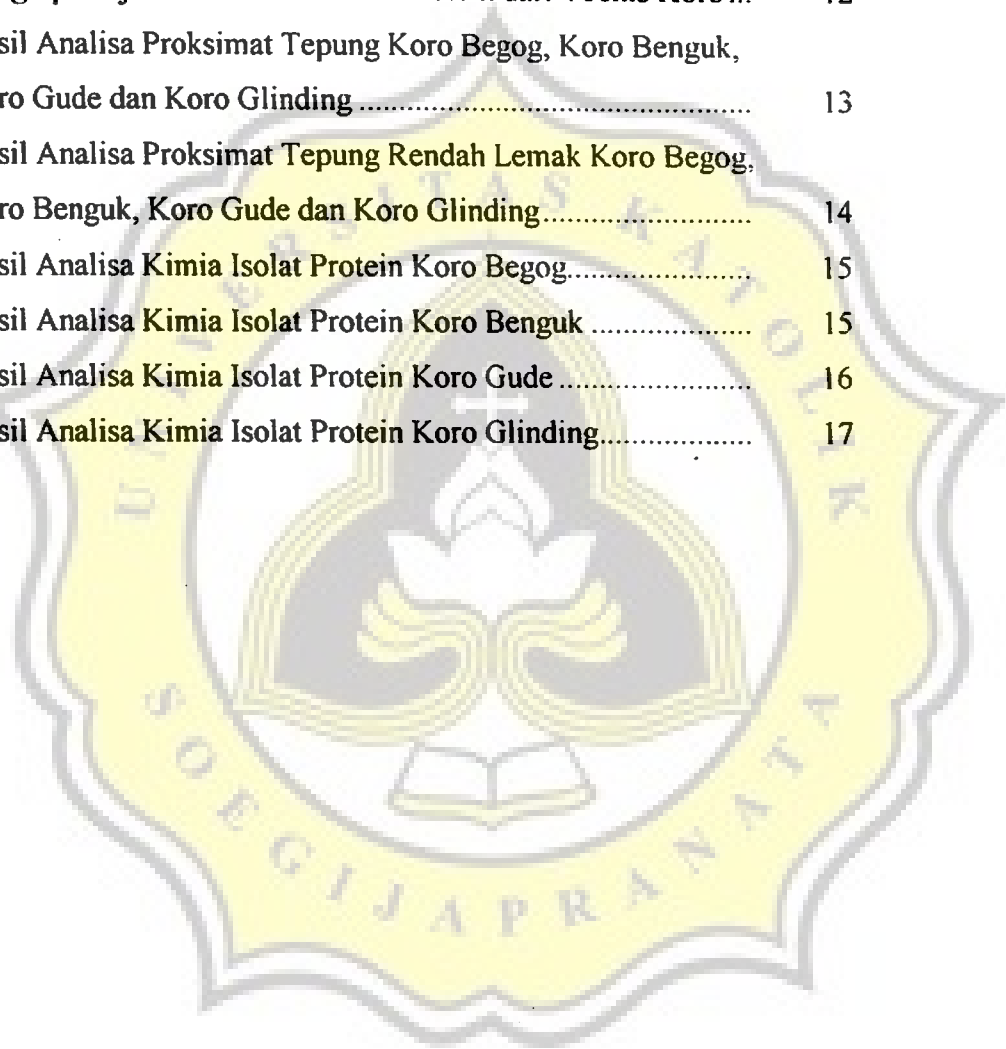 sil Analisa Proksimat Tepung Koro Begog, Koro Benguk,
ro Gude dan Koro Glinding ........................................................ 13
sil Analisa Proksimat Tepung Rendah Lemak Koro Begog,
ro Benguk, Koro Gude dan Koro Glinding.............................. 14
sil Analisa Kimia Isolat Protein Koro Begog.......................... 15
sil Analisa Kimia Isolat Protein Koro Benguk ....................... 15
sil Analisa Kimia Isolat Protein Koro Gude ........................... 16
sil Analisa Kimia Isolat Protein Koro Glinding...................... 17
UNIVERSITAS KATOLIK
SOEGIJAPRANATA